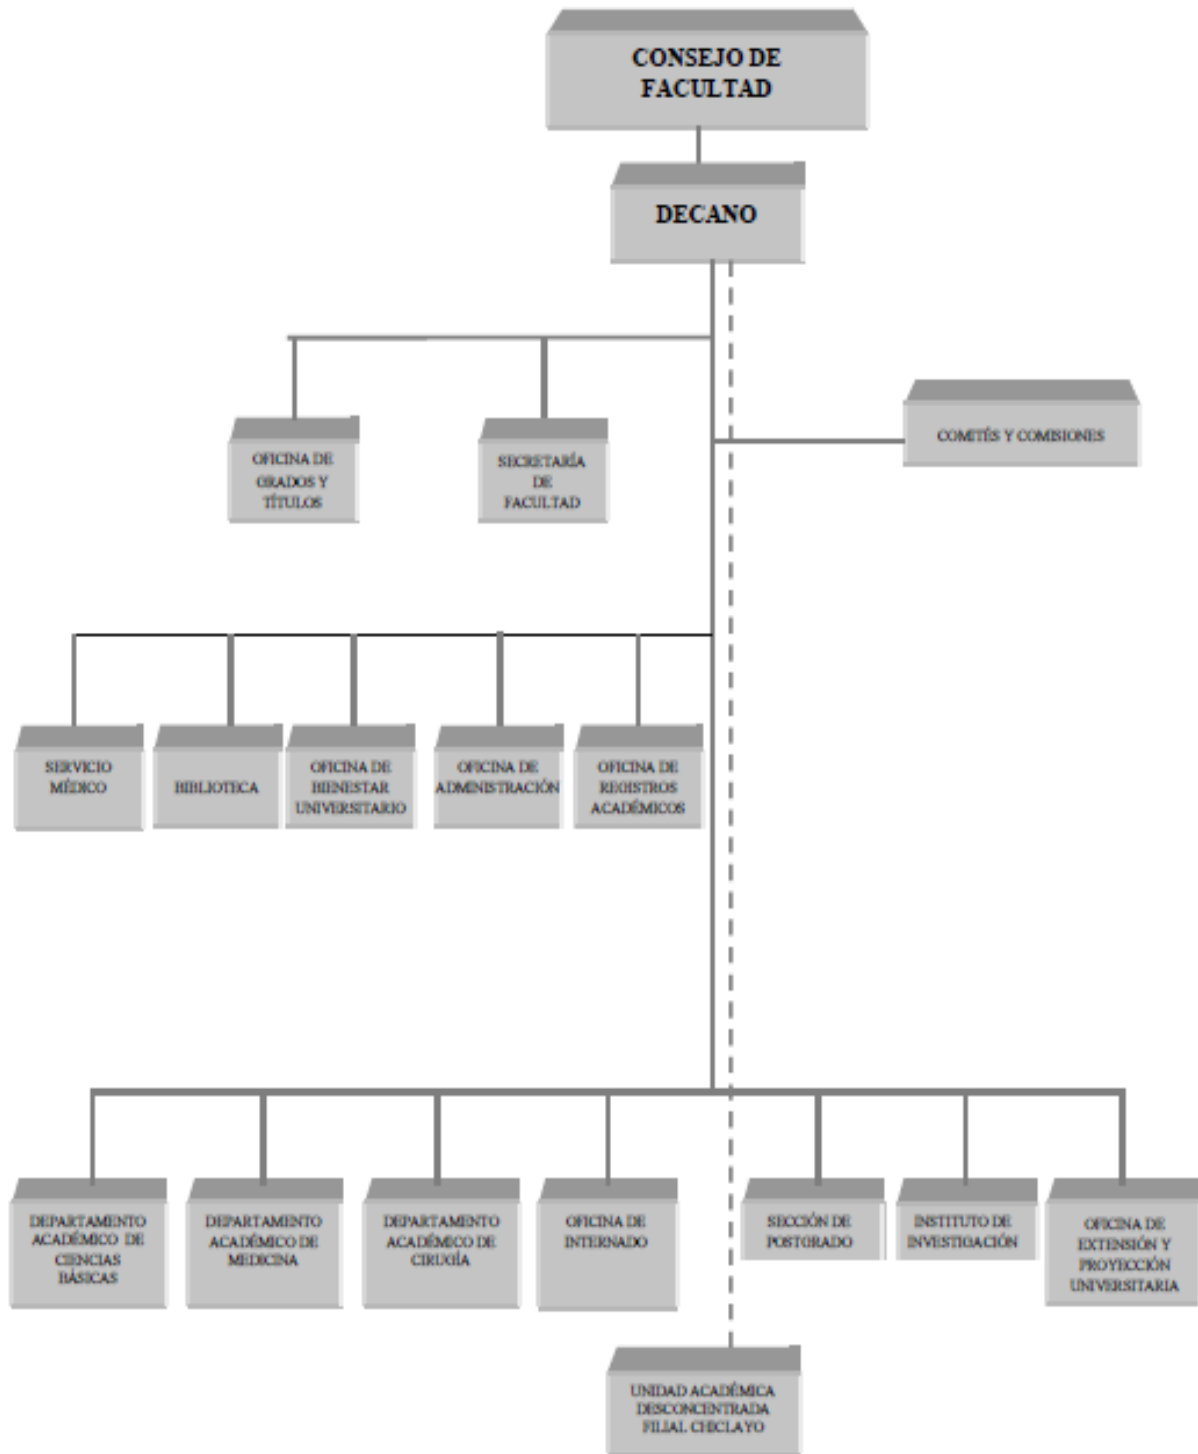 CONSEJO DE
FACULTAD
DECANO
COMITÉS Y COMISIONES
OFICINA DE
GRADOS Y
TÍTULOS
SECRETARÍA
DE
FACULTAD
SERVICIO
MÉDICO
BIBLIOTECA
OFICINA DE
BIENESTAR
UNIVERSITARIO
OFICINA DE
ADMINISTRACIÓN
OFICINA DE
REGISTROS
ACADÉMICOS
DEPARTAMENTO
ACADÉMICO DE
CIENCIAS
BÁSICAS
DEPARTAMENTO
ACADÉMICO DE
MEDICINA
DEPARTAMENTO
ACADÉMICO DE
CIRUGÍA
OFICINA DE
INTERNADO
SECCIÓN DE
POSTGRADO
INSTITUTO DE
INVESTIGACIÓN
OFICINA DE
EXTENSIÓN Y
PROYECCIÓN
UNIVERSITARIA
UNIDAD ACADÉMICA
DESCONCENTRADA
FILIAL CHICLAYO